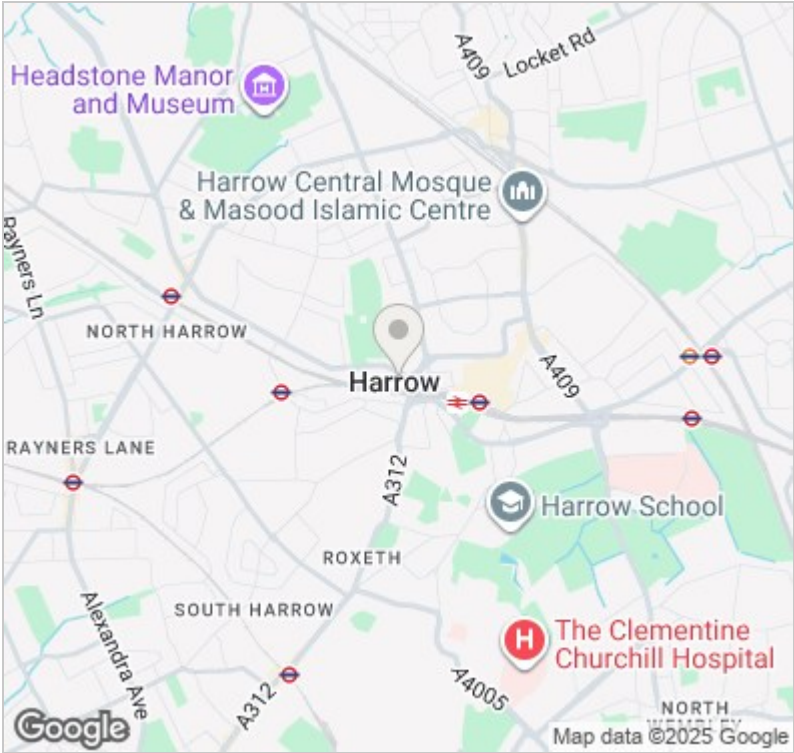 A409
Locket Rd
Headstone Manor
and Museum
Harrow Central Mosque
& Masood Islamic Centre
Rayners Ln
NORTH HARROW
Harrow
A409
RAYNERS LANE
A312
Harrow School
ROXETH
SOUTH HARROW
Alexandra Ave
H
The Clementine
Churchill Hospital
A312
A4005
NORTH
WEMBLEY
Google
Map data ©2025 Google